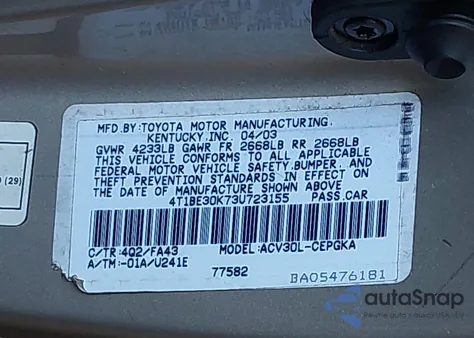 MFD.BY:TOYOTA MOTOR MANUFACTURING,
KENTUCKY,INC. 04/03
GVWR 4233LB GAWR FR 2668LB RR 2668LB
THIS VEHICLE CONFORMS TO ALL APPLICABLE
FEDERAL MOTOR VEHICLE SAFETY,BUMPER, AND
THEFT PREVENTION STANDARDS IN EFFECT ON
THE DATE OF MANUFACTURE SHOWN ABOVE
4T1BE30K73U723155 PASS.CAR
C/TR:4Q2/FA43 MODEL:ACV30L-CEPGKA
A/TM:-01A/U241E
77582 BA05476181
(29)
autoSnap